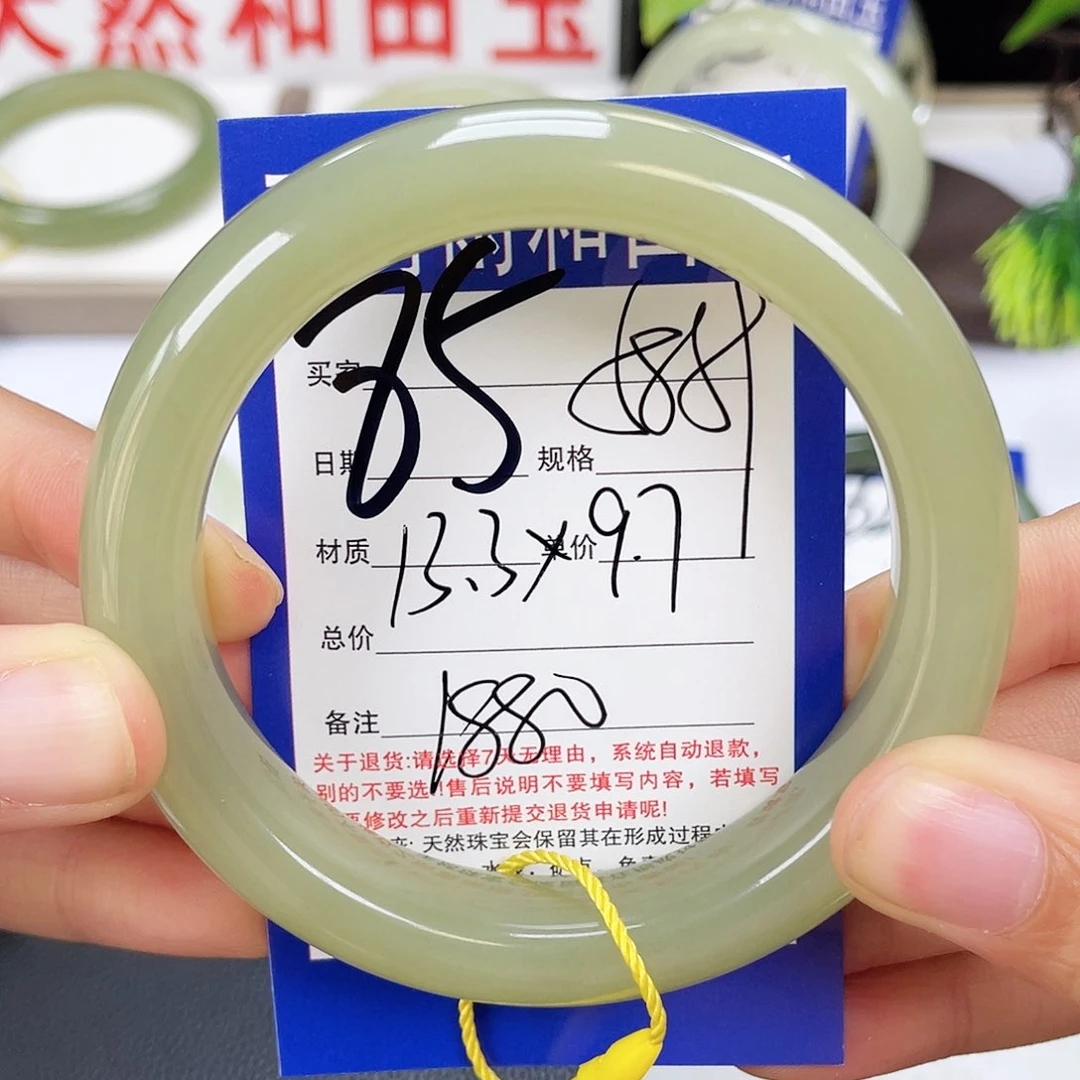 天然和田玉
85
买家
日期 规格
材质 13.3×9.7 单价
总价
备注 1880
关于退货:请选择7天无理由，系统自动退款，
别的不要选!售后说明不要填写内容，若填写
要修改之后重新提交退货申请呢!
天然珠宝会保留其在形成过程